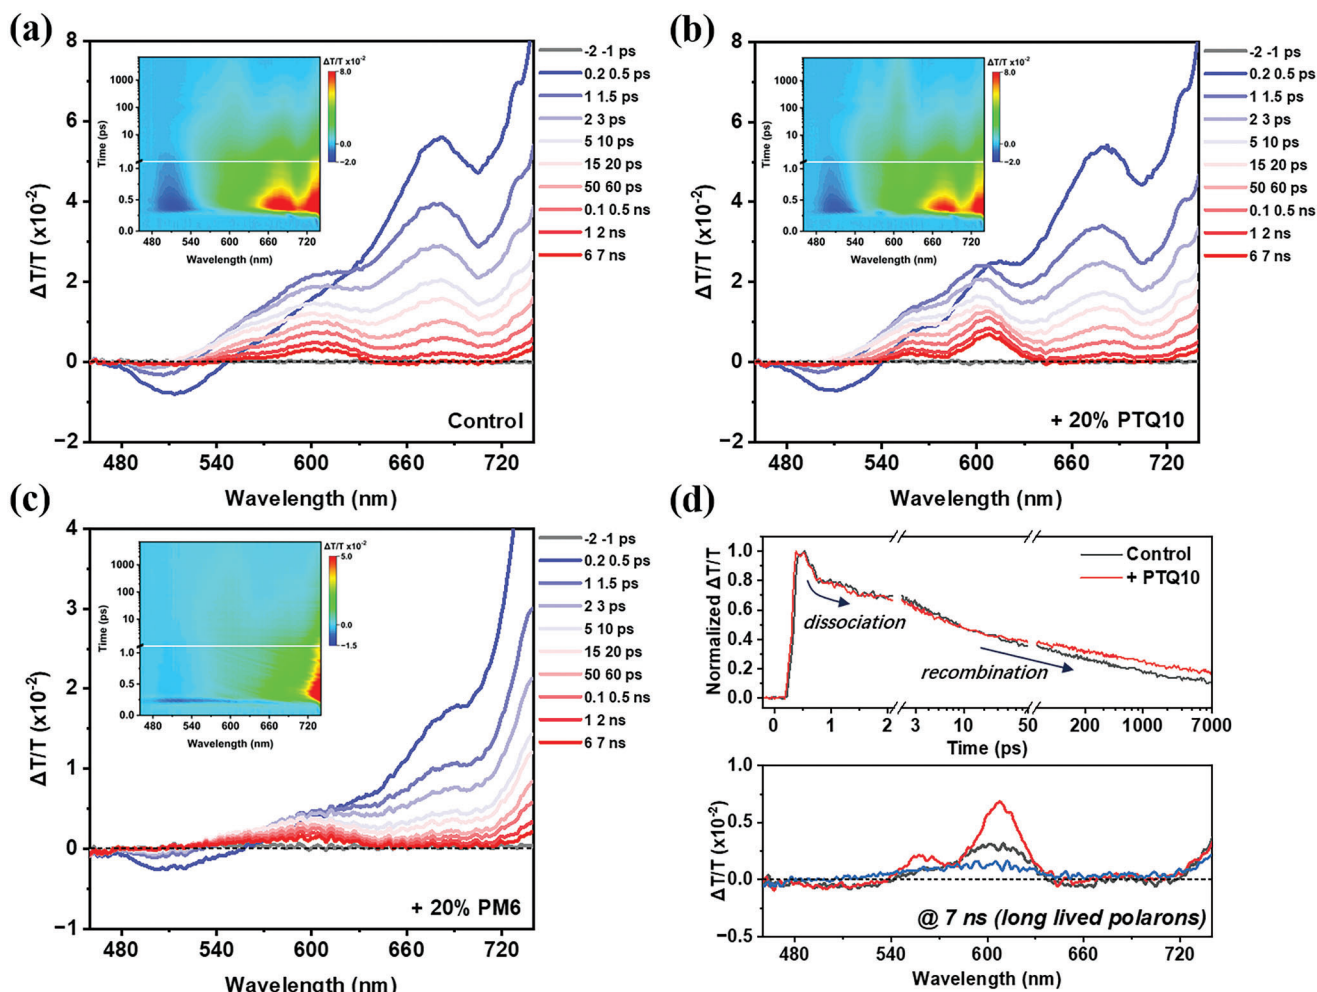 (a)
8
6
4
2
0
−2
ΔT/T (x10-2)
480 540 600 660 720
Wavelength (nm)
Control
ΔT/T x10-2
8.0
0.0
−2.0
Time (ps)
1000
100
10
1.0
0.5
0.0
480 600 660 720
Wavelength (nm)
-2 -1 ps
0.2 0.5 ps
1 1.5 ps
2 3 ps
5 10 ps
15 20 ps
50 60 ps
0.1 0.5 ns
1 2 ns
6 7 ns
(b)
8
6
4
2
0
−2
ΔT/T (x10-2)
480 540 600 660 720
Wavelength (nm)
+ 20% PTQ10
ΔT/T x10-2
8.0
0.0
−2.0
Time (ps)
1000
100
10
1.0
0.5
0.0
480 600 660 720
Wavelength (nm)
-2 -1 ps
0.2 0.5 ps
1 1.5 ps
2 3 ps
5 10 ps
15 20 ps
50 60 ps
0.1 0.5 ns
1 2 ns
6 7 ns
(c)
4
3
2
1
0
−1
ΔT/T (x10-2)
480 540 600 660 720
Wavelength (nm)
+ 20% PM6
ΔT/T x10-2
5.0
0.0
−1.5
Time (ps)
1000
100
10
1.0
0.5
0.0
480 600 660 720
Wavelength (nm)
-2 -1 ps
0.2 0.5 ps
1 1.5 ps
2 3 ps
5 10 ps
15 20 ps
50 60 ps
0.1 0.5 ns
1 2 ns
6 7 ns
(d)
Normalized ΔT/T
1.0
0.8
0.6
0.4
0.2
0.0
Control
+ PTQ10
dissociation
recombination
0 1 2 3 10 50 200 1000 7000
Time (ps)
ΔT/T (x10-2)
1.0
0.5
0.0
−0.5
@ 7 ns (long lived polarons)
480 540 600 660 720
Wavelength (nm)